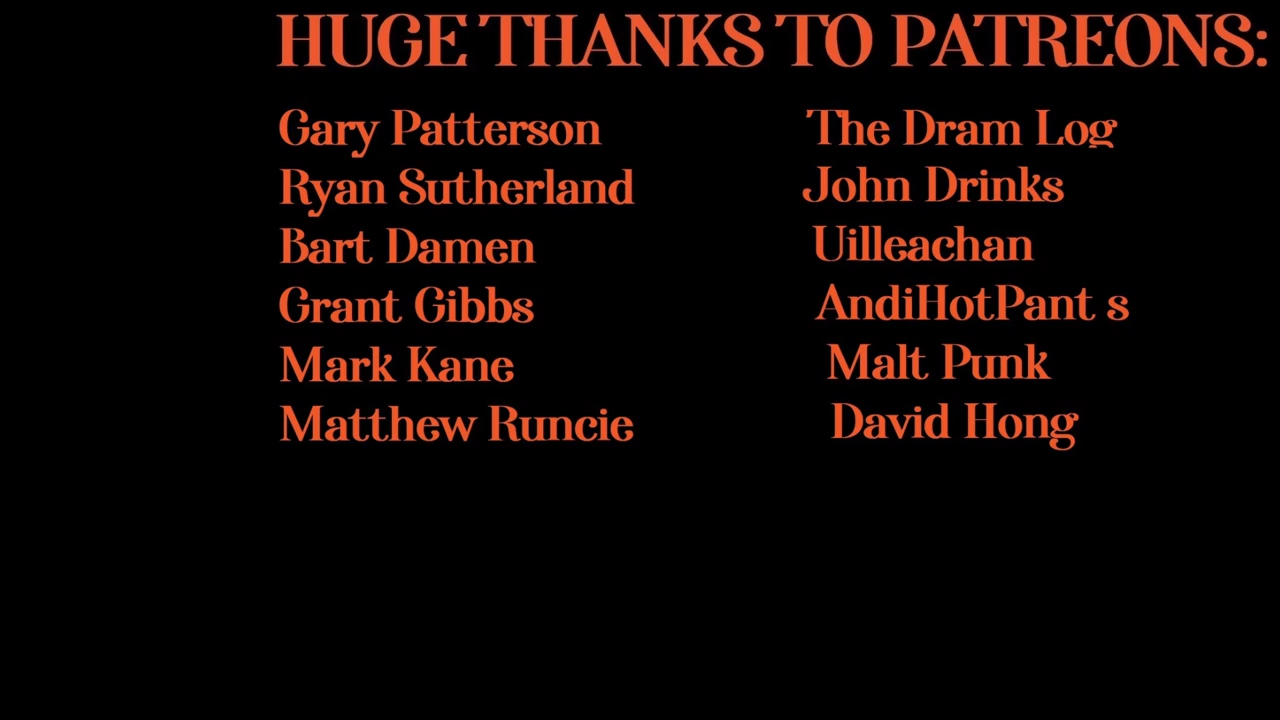 HUGE THANKS TO PATREONS:
Gary Patterson
Ryan Sutherland
Bart Damen
Grant Gibbs
Mark Kane
Matthew Runcie
The Dram Log
John Drinks
Uilleachan
AndiHotPant s
Malt Punk
David Hong